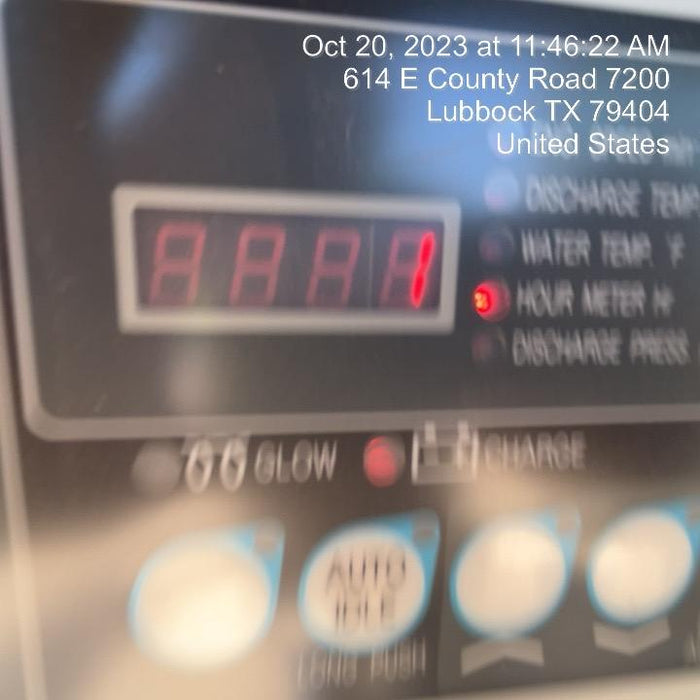 Oct 20, 2023 at 11:46:22 AM
614 E County Road 7200
Lubbock TX 79404
United States
DISCHARGE TEMP.
WATER TEMP. °F
1
HOUR METER Hr
DISCHARGE PRESS.
GLOW
CHARGE
AUTO
IDLE
LONG PUSH